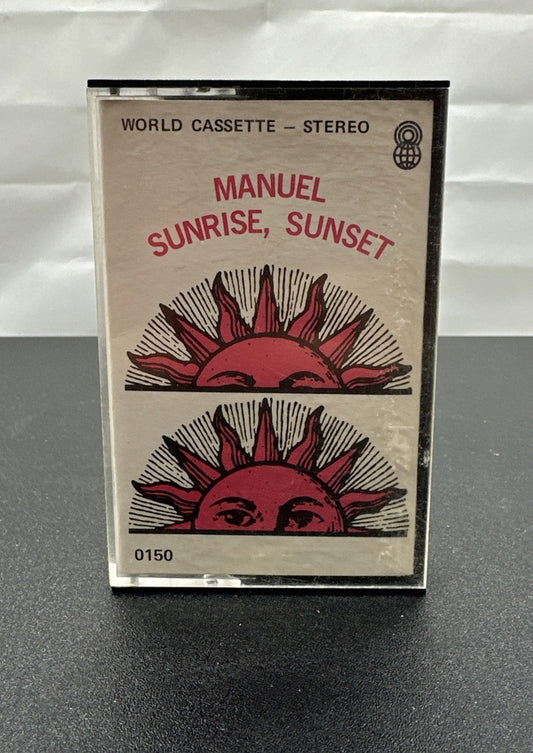 WORLD CASSETTE – STEREO
MANUEL
SUNRISE, SUNSET
0150